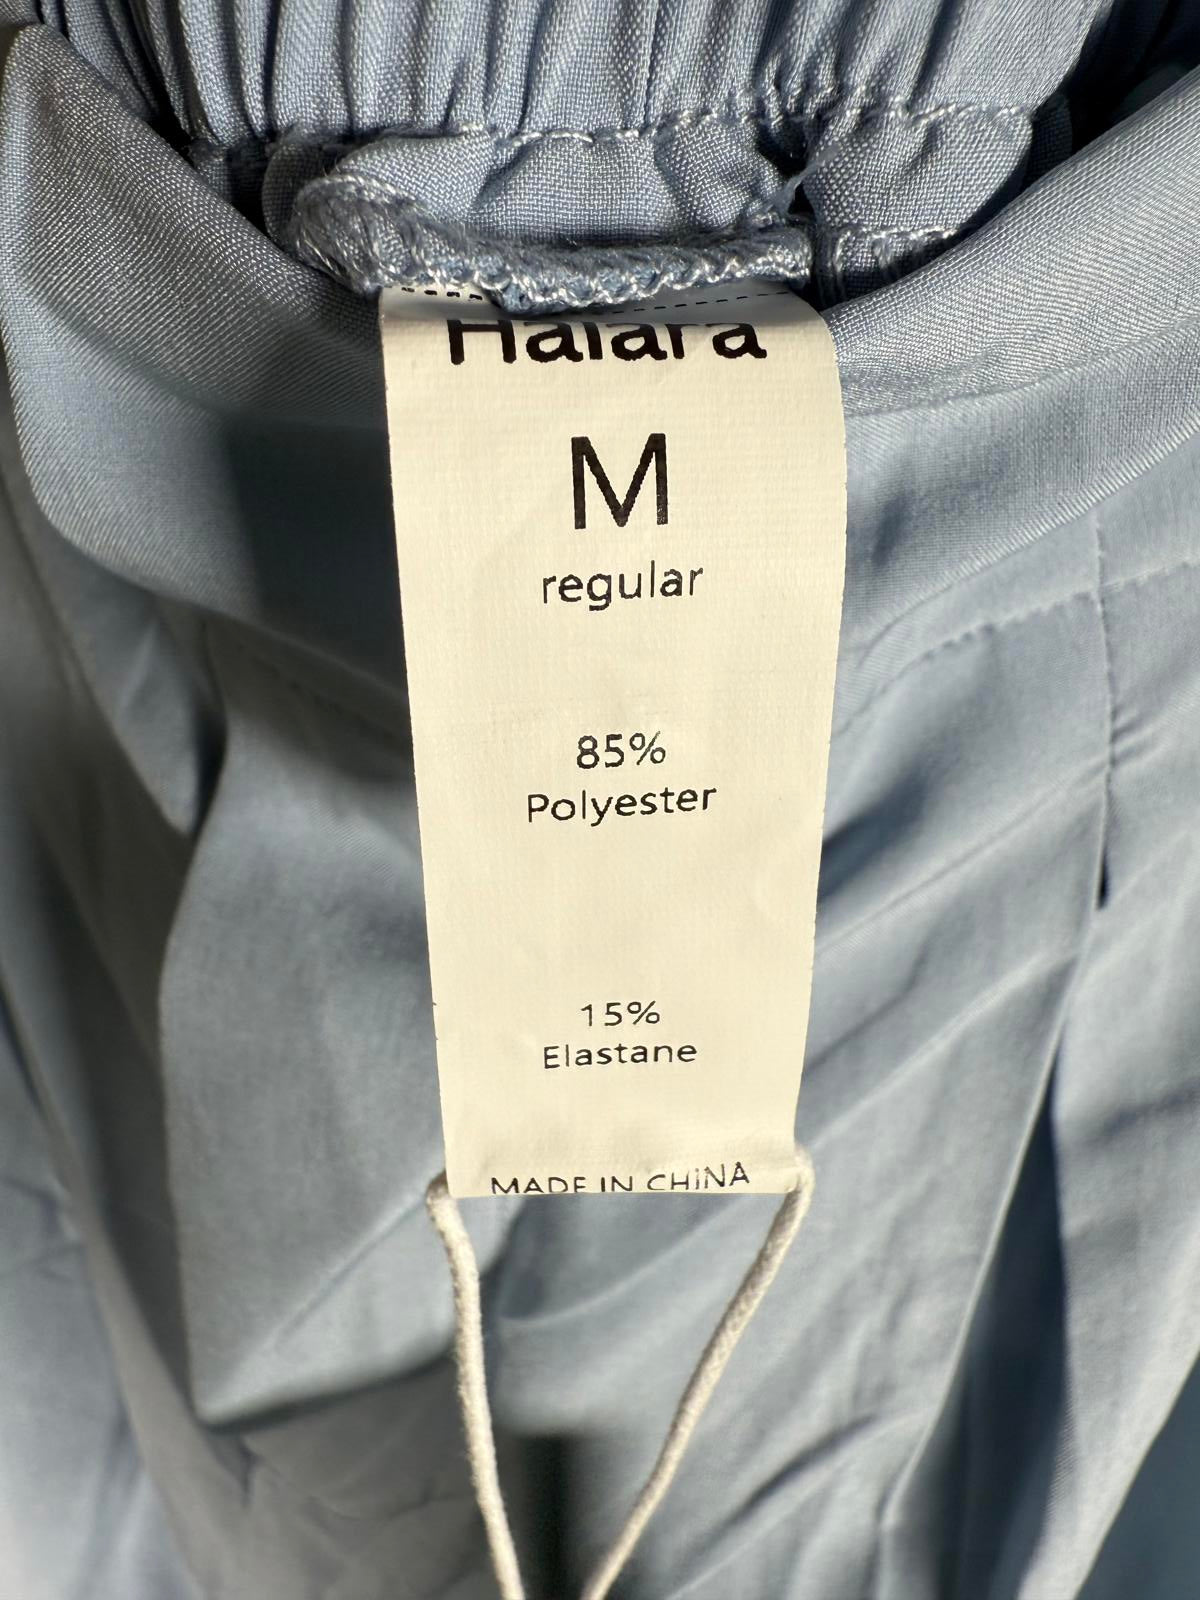 Halara
M
regular
85%
Polyester
15%
Elastane
MADE IN CHINA